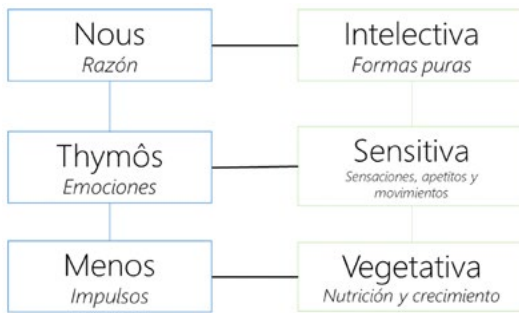 Nous
Razón
Intelectiva
Formas puras
Thymôs
Emociones
Sensitiva
Sensaciones, apetitos y
movimientos
Menos
Impulsos
Vegetativa
Nutrición y crecimiento